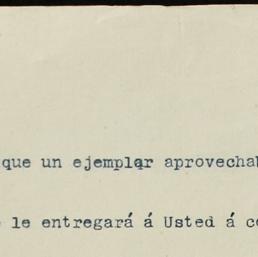 que un ejemplar aprovechab
le entregará á Usted á